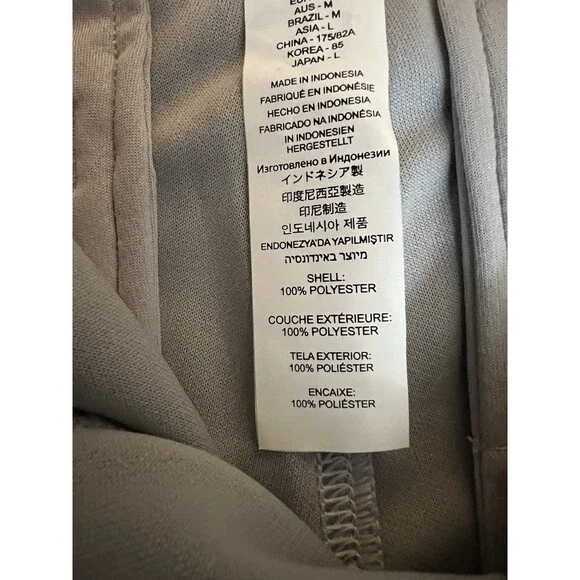 AUS - M
BRAZIL - M
ASIA - L
CHINA - 175/82A
KOREA - 85
JAPAN - L
MADE IN INDONESIA
FABRIQUÉ EN INDONÉSIE
HECHO EN INDONESIA
FABRICADO NA INDONÉSIA
IN INDONESIEN
HERGESTELLT
Изготовлено в Индонезии
インドネシア製
印度尼西亞製造
印尼制造
인도네시아 제품
ENDONEZYA'DA YAPILMIŞTIR
מיוצר באינדונסיה
SHELL:
100% POLYESTER
COUCHE EXTÉRIEURE:
100% POLYESTER
TELA EXTERIOR:
100% POLIÉSTER
ENCAIXE:
100% POLIÉSTER